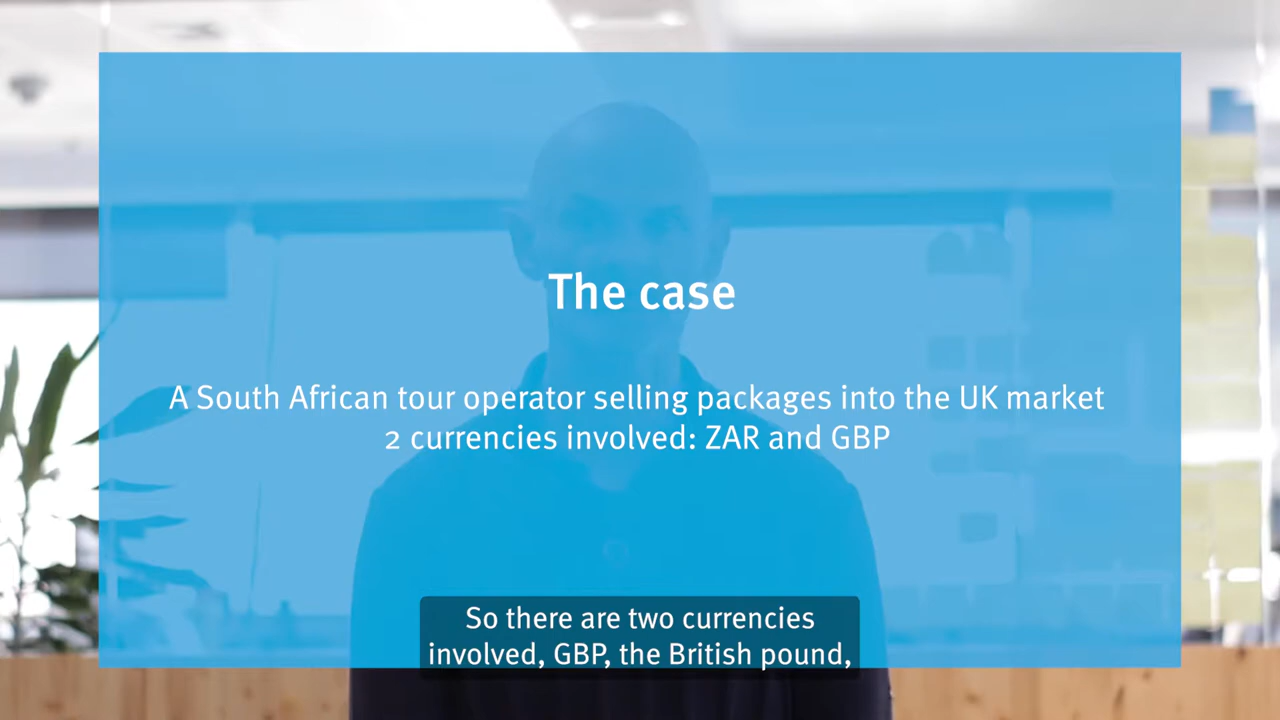 The case
A South African tour operator selling packages into the UK market
2 currencies involved: ZAR and GBP
So there are two currencies
involved, GBP, the British pound,